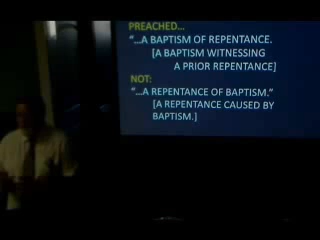 PREACHED...
"...A BAPTISM OF REPENTANCE.
[A BAPTISM WITNESSING
A PRIOR REPENTANCE]
NOT:
"...A REPENTANCE OF BAPTISM."
[A REPENTANCE CAUSED BY
BAPTISM.]